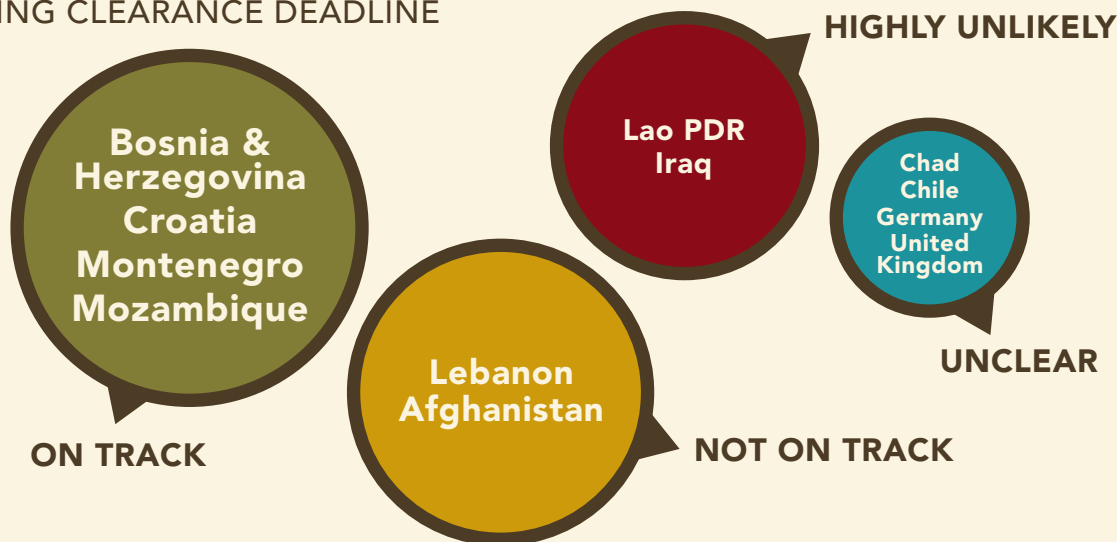 ING CLEARANCE DEADLINE
HIGHLY UNLIKELY
Bosnia &
Herzegovina
Croatia
Montenegro
Mozambique
ON TRACK
Lao PDR
Iraq
Chad
Chile
Germany
United
Kingdom
UNCLEAR
Lebanon
Afghanistan
NOT ON TRACK